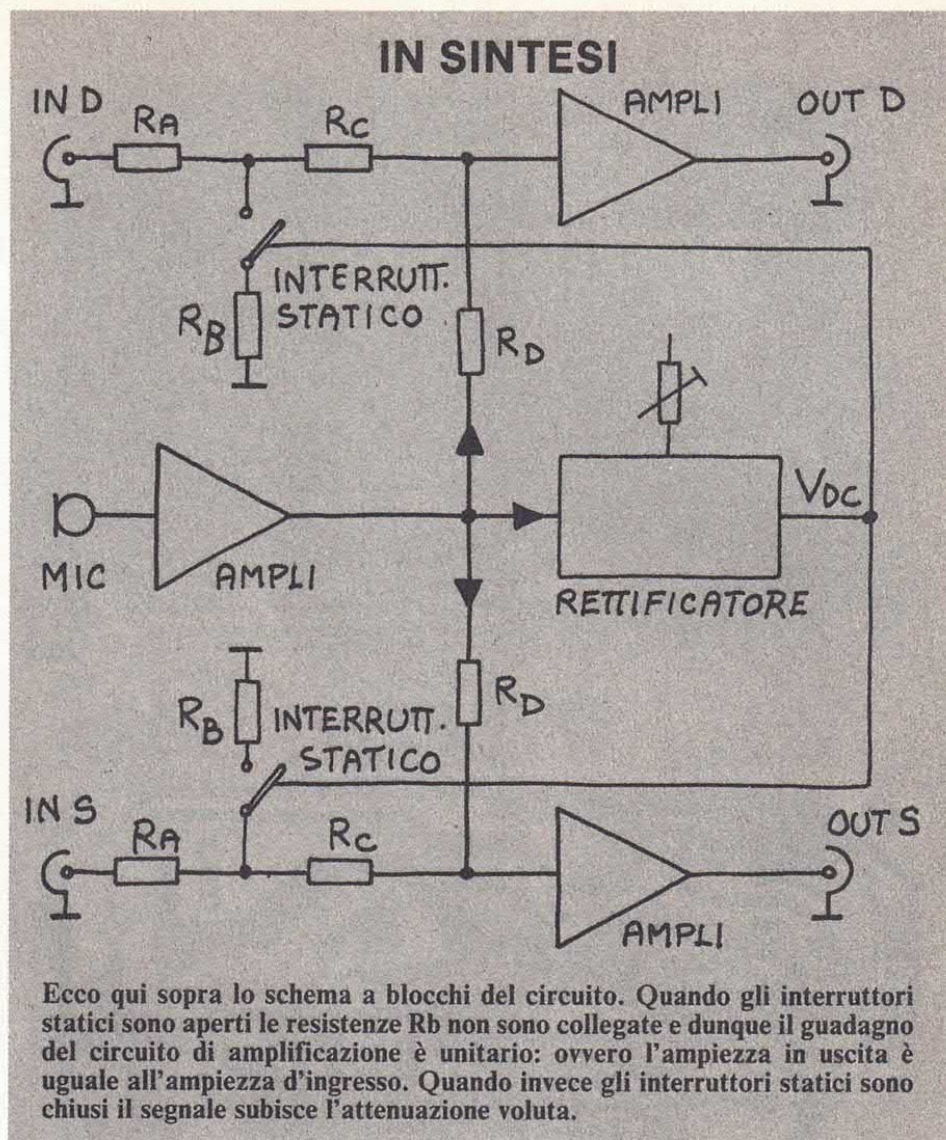 IN SINTESI
IN D
RA
RC
AMPLI
OUT D
INTERRUTT.
STATICO
RB
RD
VDC
MIC
AMPLI
RETTIFICATORE
RB
INTERRUTT.
STATICO
RD
IN S
RA
RC
OUT S
AMPLI
Ecco qui sopra lo schema a blocchi del circuito. Quando gli interruttori
statici sono aperti le resistenze Rb non sono collegate e dunque il guadagno
del circuito di amplificazione è unitario: ovvero l'ampiezza in uscita è
uguale all'ampiezza d'ingresso. Quando invece gli interruttori statici sono
chiusi il segnale subisce l'attenuazione voluta.